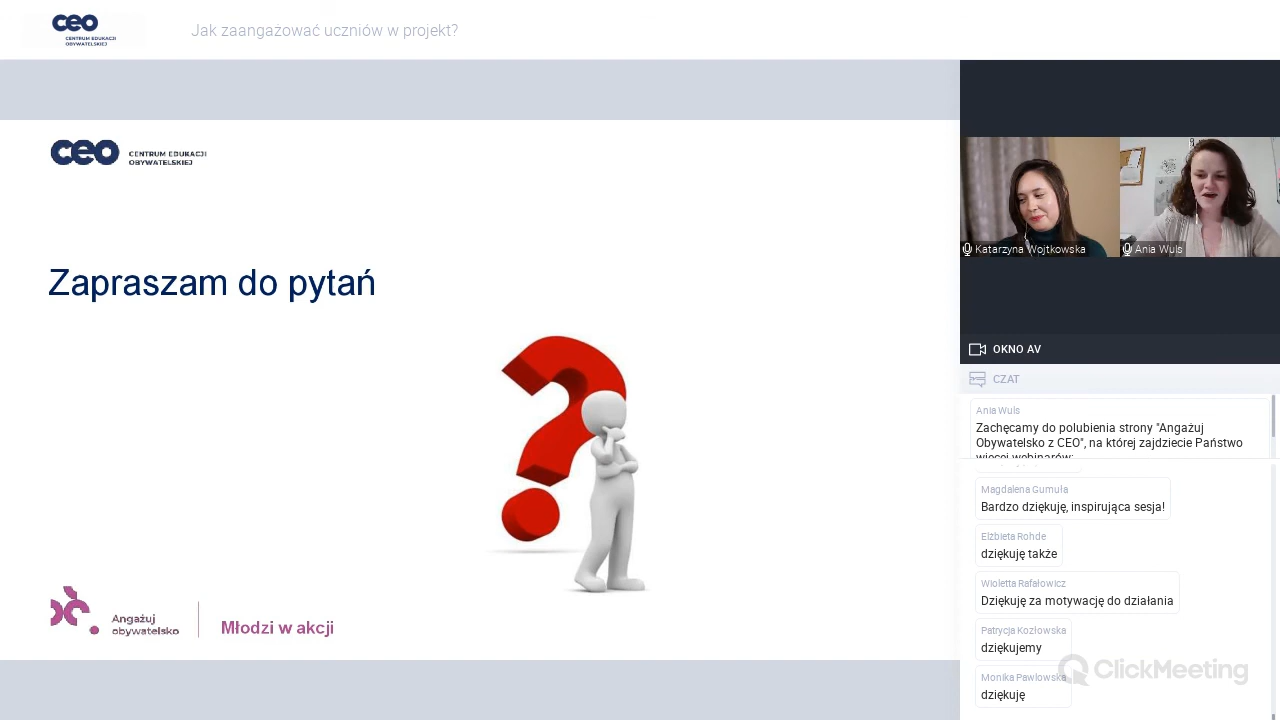 ceo
CENTRUM EDUKACJI
OBYWATELSKIEJ
Jak zaangażować uczniów w projekt?
ceo
CENTRUM EDUKACJI
OBYWATELSKIEJ
Zapraszam do pytań
Angażuj
obywatelsko
Młodzi w akcji
Katarzyna Wojtkowska
Ania Wuls
OKNO AV
CZAT
Ania Wuls
Zachęcamy do polubienia strony "Angażuj
Obywatelsko z CEO", na której zajdziecie Państwo
więcej webinarów:
Magdalena Gumuła
Bardzo dziękuję, inspirująca sesja!
Elżbieta Rohde
dziękuję także
Wioletta Rafałowicz
Dziękuję za motywację do działania
Patrycja Kozłowska
dziękujemy
Monika Pawlowska
dziękuję
ClickMeeting